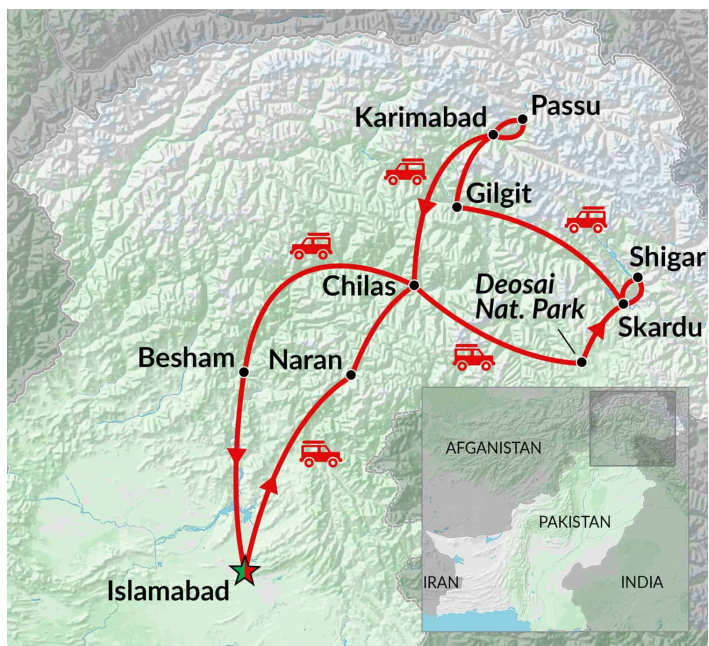 Passu
Karimabad
Gilgit
Shigar
Deosai
Nat. Park
Chilas
Skardu
Besham
Naran
AFGANISTAN
PAKISTAN
Islamabad
IRAN
INDIA